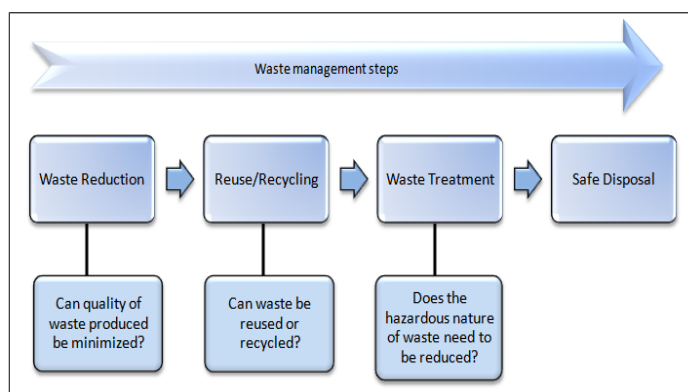 Waste management steps
Waste Reduction
Reuse/Recycling
Waste Treatment
Safe Disposal
Can quality of
waste produced
be minimized?
Can waste be
reused or
recycled?
Does the
hazardous nature
of waste need to
be reduced?